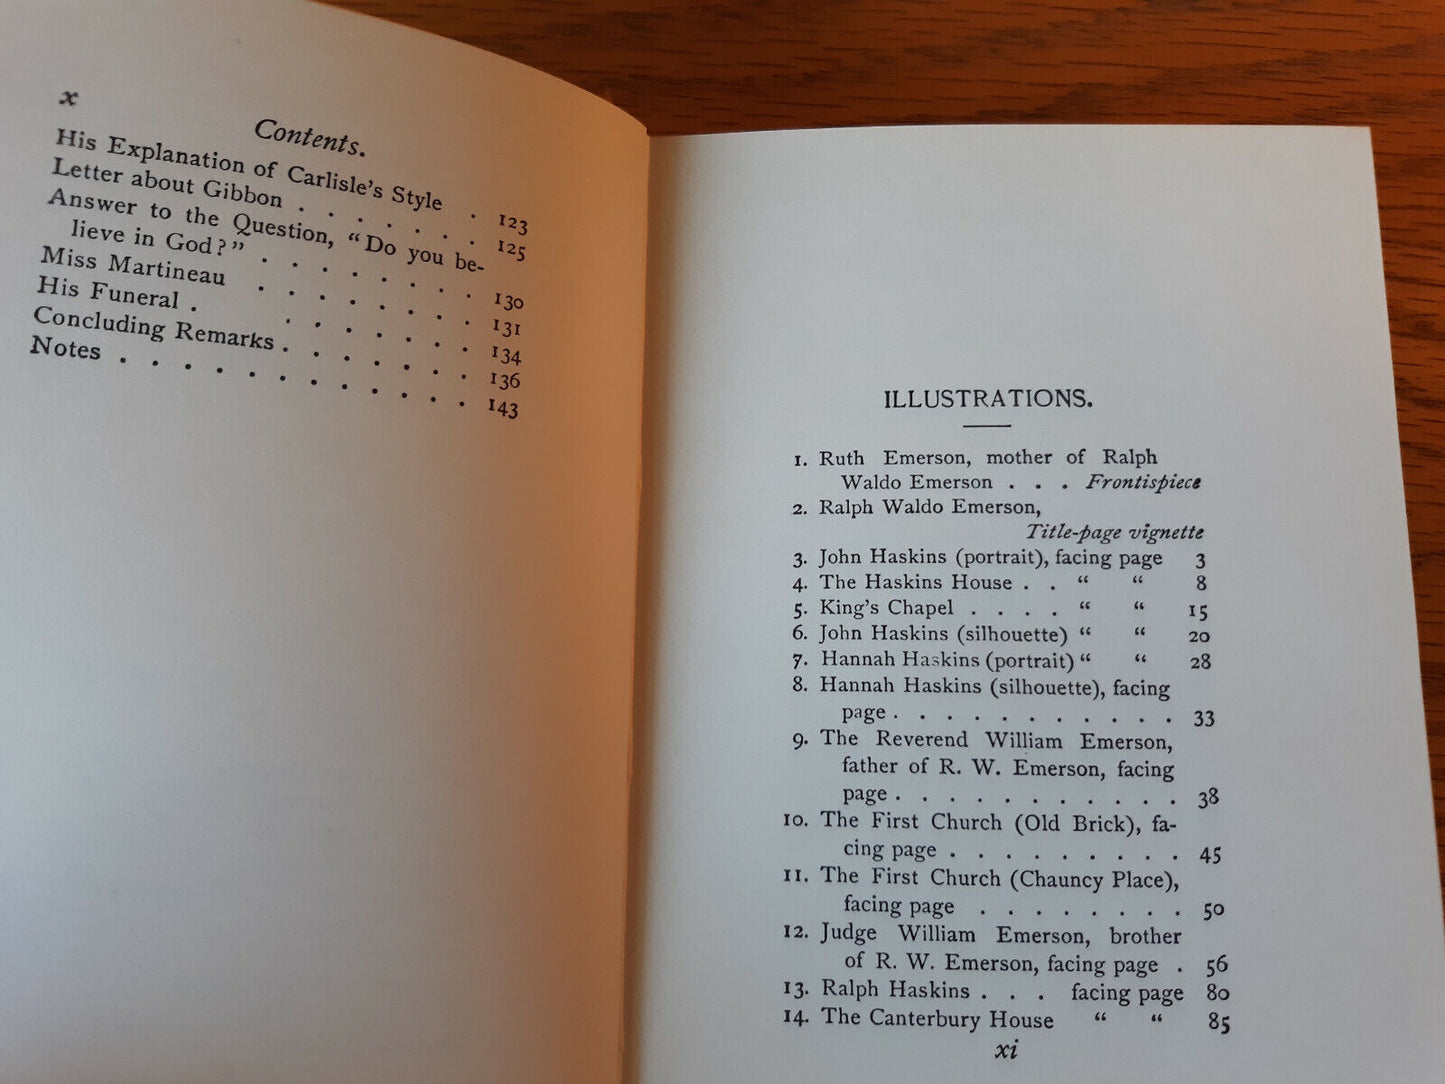 x
Contents.
His Explanation of Carlisle's Style . 123
Letter about Gibbon . . . . . . . 125
Answer to the Question, “Do you be-
lieve in God?” . . . . . . . . 130
Miss Martineau . . . . . . . . 131
His Funeral . . . . . . . . 134
Concluding Remarks . . . . . . . 136
Notes . . . . . . . . . . . . 143
ILLUSTRATIONS.
1. Ruth Emerson, mother of Ralph
Waldo Emerson . . . Frontispiece
2. Ralph Waldo Emerson,
Title-page vignette
3. John Haskins (portrait), facing page 3
4. The Haskins House . . “ “ 8
5. King's Chapel . . . . “ “ 15
6. John Haskins (silhouette) “ “ 20
7. Hannah Haskins (portrait) “ “ 28
8. Hannah Haskins (silhouette), facing
page . . . . . . . . . . . 33
9. The Reverend William Emerson,
father of R. W. Emerson, facing
page . . . . . . . . . . . 38
10. The First Church (Old Brick), fa-
cing page . . . . . . . . . 45
11. The First Church (Chauncy Place),
facing page . . . . . . . . 50
12. Judge William Emerson, brother
of R. W. Emerson, facing page . 56
13. Ralph Haskins . . . facing page 80
14. The Canterbury House “ “ 85
xi